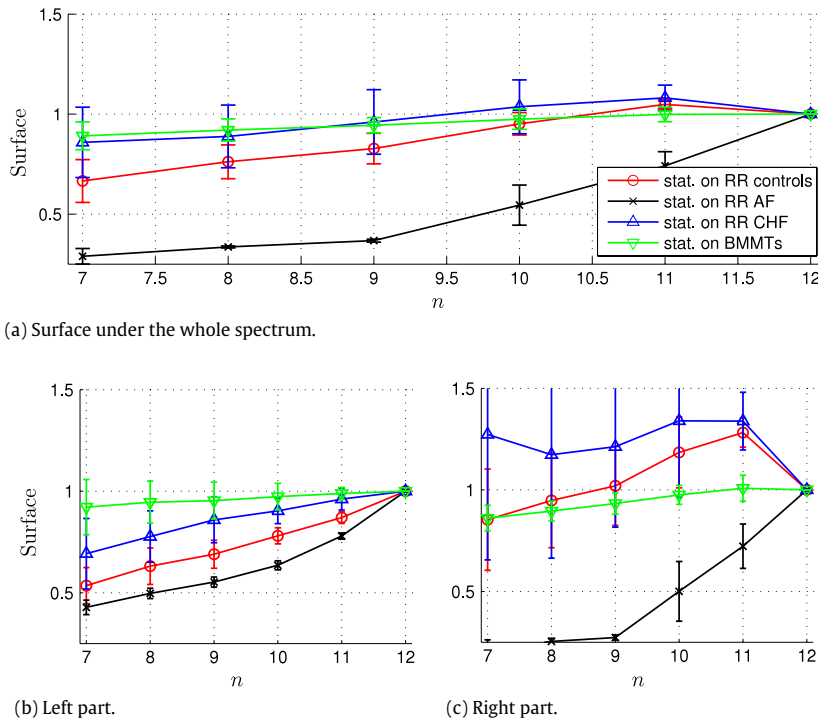 1.5
1
0.5
Surface
7 7.5 8 8.5 9 9.5 10 10.5 11 11.5 12
n
stat. on RR controls
stat. on RR AF
stat. on RR CHF
stat. on BMMTs
(a) Surface under the whole spectrum.
1.5
1
0.5
Surface
7 8 9 10 11 12
n
(b) Left part.
1.5
1
0.5
7 8 9 10 11 12
n
(c) Right part.